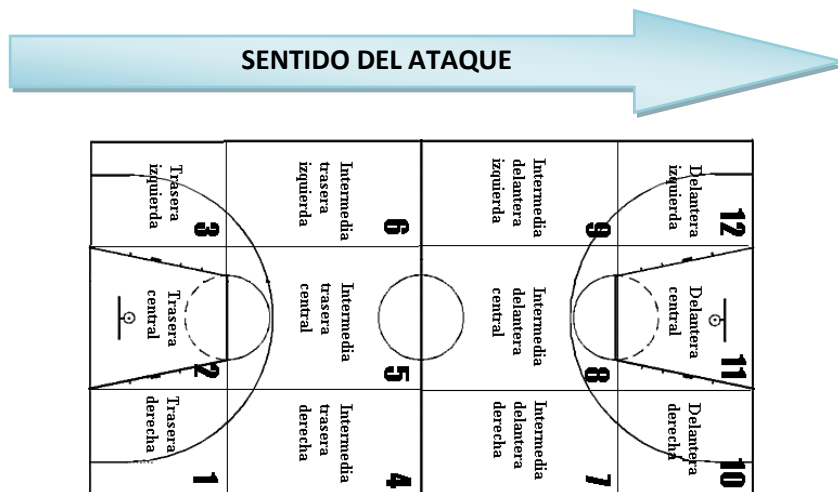 SENTIDO DEL ATAQUE
Trasera
izquierda
3
Intermedia
trasera
izquierda
6
Intermedia
delantera
izquierda
9
Delantera
izquierda
12
Trasera
central
2
Intermedia
trasera
central
5
Intermedia
delantera
central
8
Delantera
central
11
Trasera
derecha
1
Intermedia
trasera
derecha
4
Intermedia
delantera
derecha
7
Delantera
derecha
10